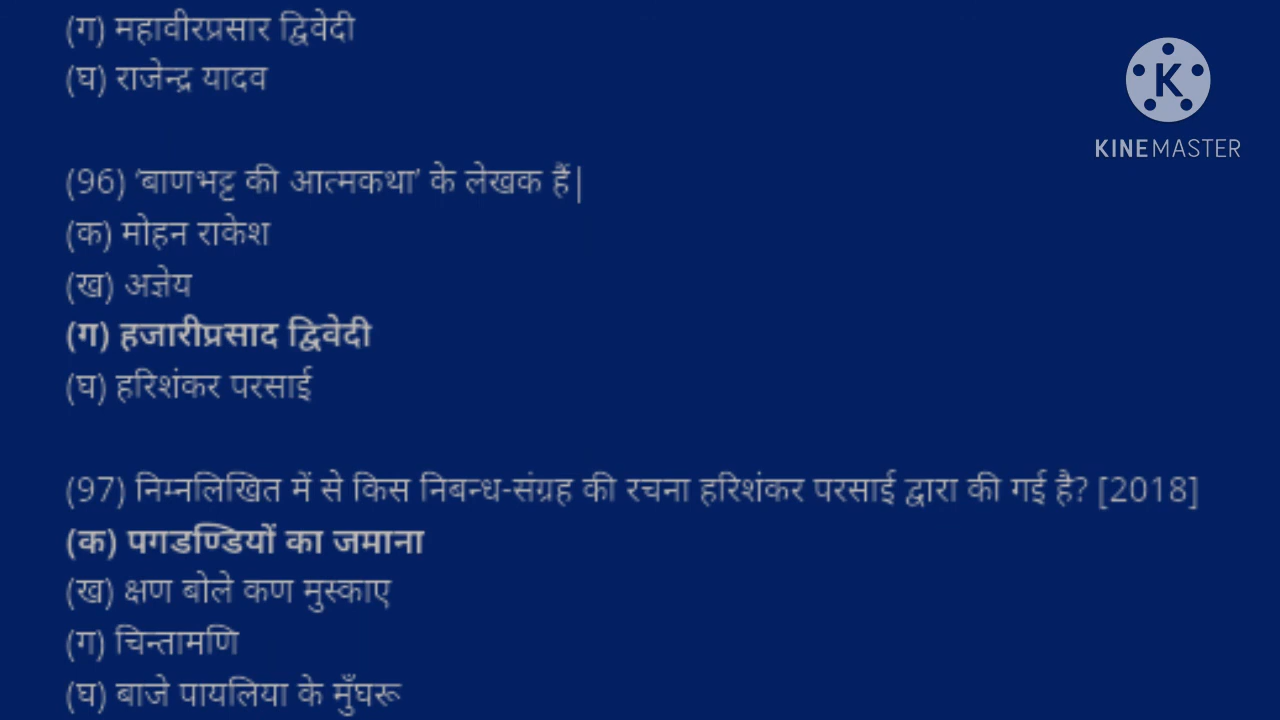 (ग) महावीरप्रसार द्विवेदी
(घ) राजेन्द्र यादव
KINEMASTER
(96) 'बाणभट्ट की आत्मकथा' के लेखक हैं|
(क) मोहन राकेश
(ख) अज्ञेय
(ग) हजारीप्रसाद द्विवेदी
(घ) हरिशंकर परसाई
(97) निम्नलिखित में से किस निबन्ध-संग्रह की रचना हरिशंकर परसाई द्वारा की गई है? [2018]
(क) पगडण्डियों का जमाना
(ख) क्षण बोले कण मुस्काए
(ग) चिन्तामणि
(घ) बाजे पायलिया के मुँघरू